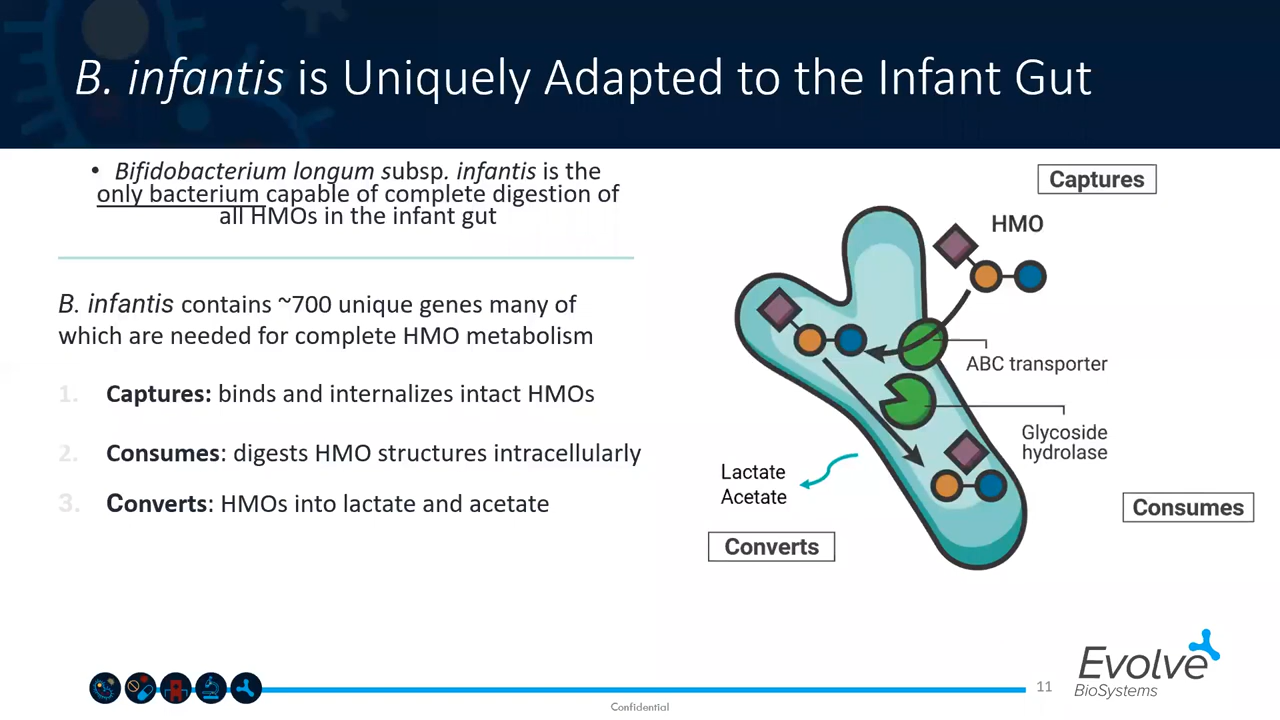 B. infantis is Uniquely Adapted to the Infant Gut
• Bifidobacterium longum subsp. infantis is the
only bacterium capable of complete digestion of
all HMOs in the infant gut
B. infantis contains ~700 unique genes many of
which are needed for complete HMO metabolism
1. Captures: binds and internalizes intact HMOs
2. Consumes: digests HMO structures intracellularly
3. Converts: HMOs into lactate and acetate
Captures
HMO
ABC transporter
Glycoside
hydrolase
Lactate
Acetate
Consumes
Converts
Evolve
BioSystems
11
Confidential